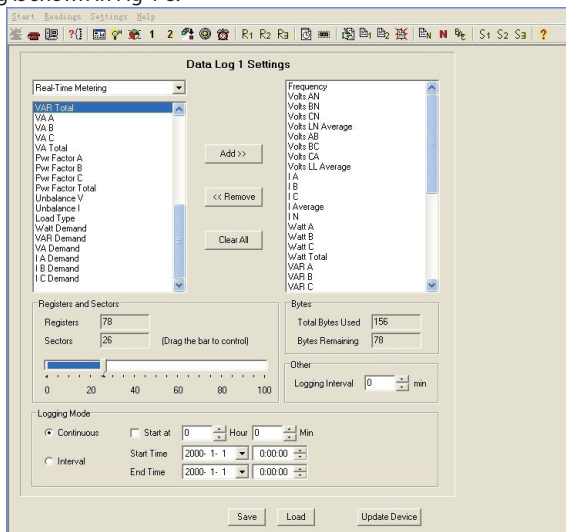 g is shown in Fig
Start Readings Settings Help
?() 1 2 R1 R2 R3 N S1 S2 S3 ?
Data Log 1 Settings
Real-Time Metering
VAR Total
VA A
VA B
VA C
VA Total
Pwr Factor A
Pwr Factor B
Pwr Factor C
Pwr Factor Total
Unbalance V
Unbalance I
Load Type
Watt Demand
VAR Demand
VA Demand
I A Demand
I B Demand
I C Demand
Add >>
<< Remove
Clear All
Frequency
Volts AN
Volts BN
Volts CN
Volts LN Average
Volts AB
Volts BC
Volts CA
Volts LL Average
I A
I B
I C
I Average
I N
Watt A
Watt B
Watt C
Watt Total
VAR A
VAR B
VAR C
Registers and Sectors
Registers 78
Sectors 26 (Drag the bar to control)
0 20 40 60 80 100
Bytes
Total Bytes Used 156
Bytes Remaining 78
Other
Logging Interval 0 min
Logging Mode
Continuous Start at 0 Hour 0 Min
Interval
Start Time 2000- 1- 1 0:00:00
End Time 2000- 1- 1 0:00:00
Save Load Update Device